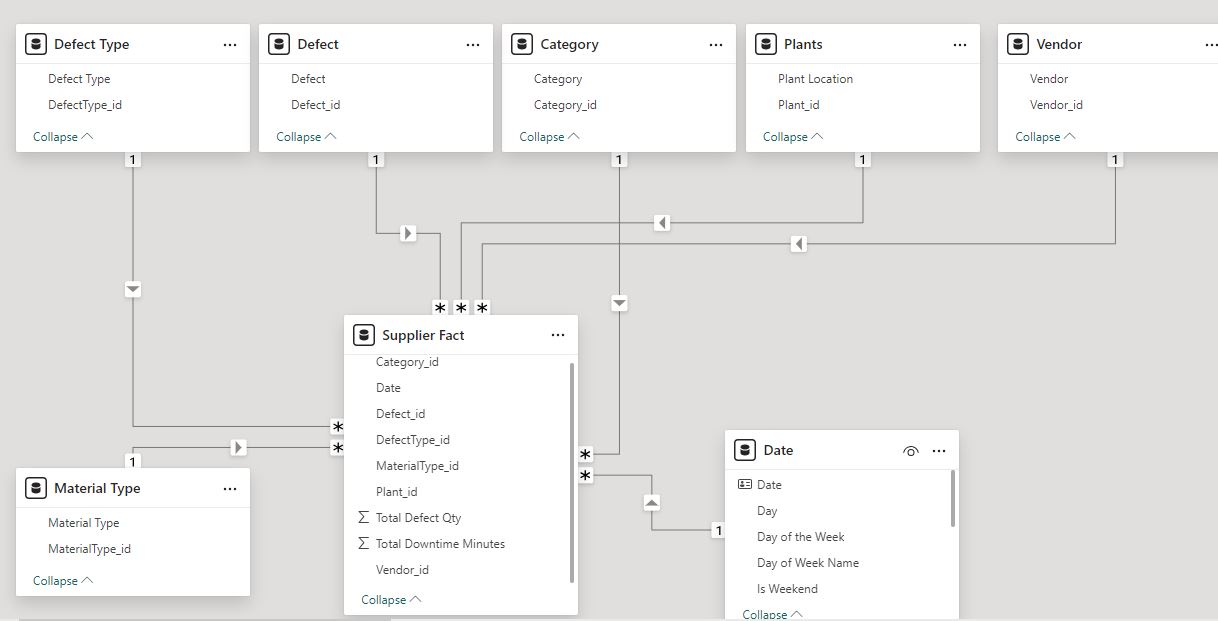 Defect Type ...
Defect Type
DefectType_id
Collapse
1
Defect ...
Defect
Defect_id
Collapse
1
Category ...
Category
Category_id
Collapse
1
Plants ...
Plant Location
Plant_id
Collapse
1
Vendor ...
Vendor
Vendor_id
Collapse
1
* * *
Supplier Fact ...
Category_id
Date
Defect_id
DefectType_id
MaterialType_id
Plant_id
Σ Total Defect Qty
Σ Total Downtime Minutes
Vendor_id
Collapse
*
*
*
*
1
Material Type ...
Material Type
MaterialType_id
Collapse
1
Date ...
Date
Day
Day of the Week
Day of Week Name
Is Weekend
Collapse